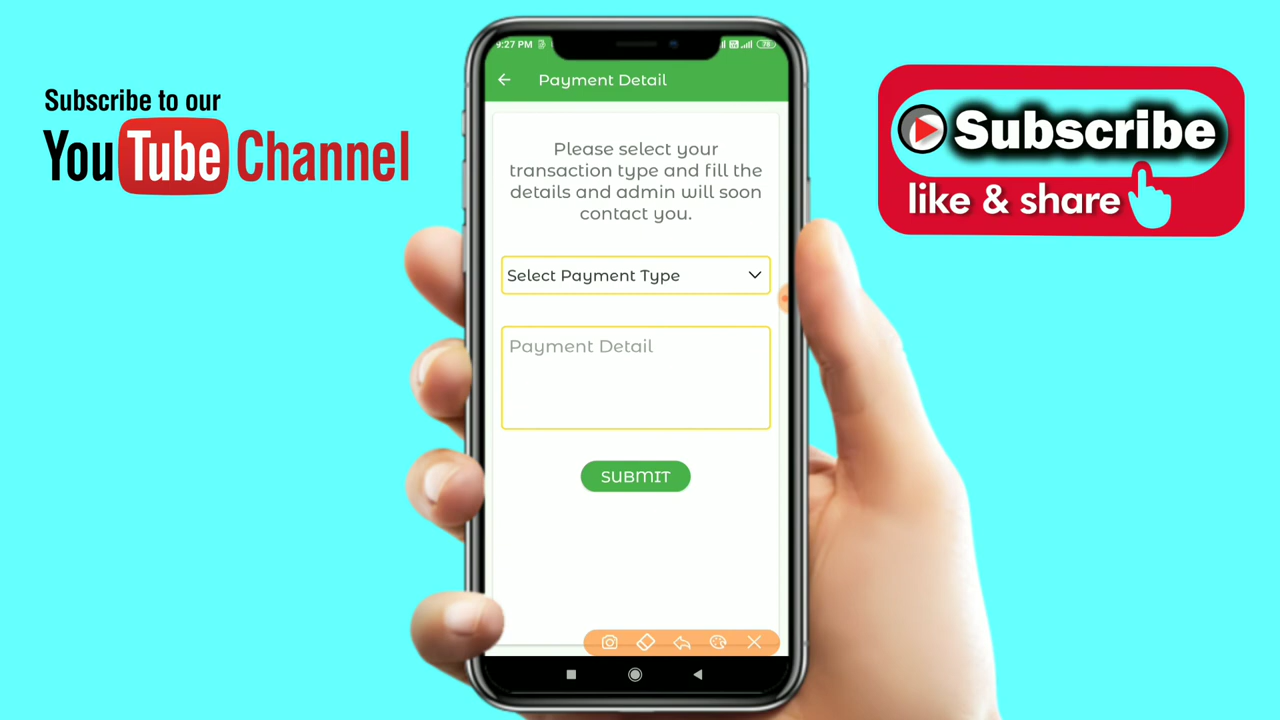 Subscribe to our
YouTube Channel
9:27 PM
78
Payment Detail
Please select your
transaction type and fill the
details and admin will soon
contact you.
Select Payment Type
Payment Detail
SUBMIT
Subscribe
like & share